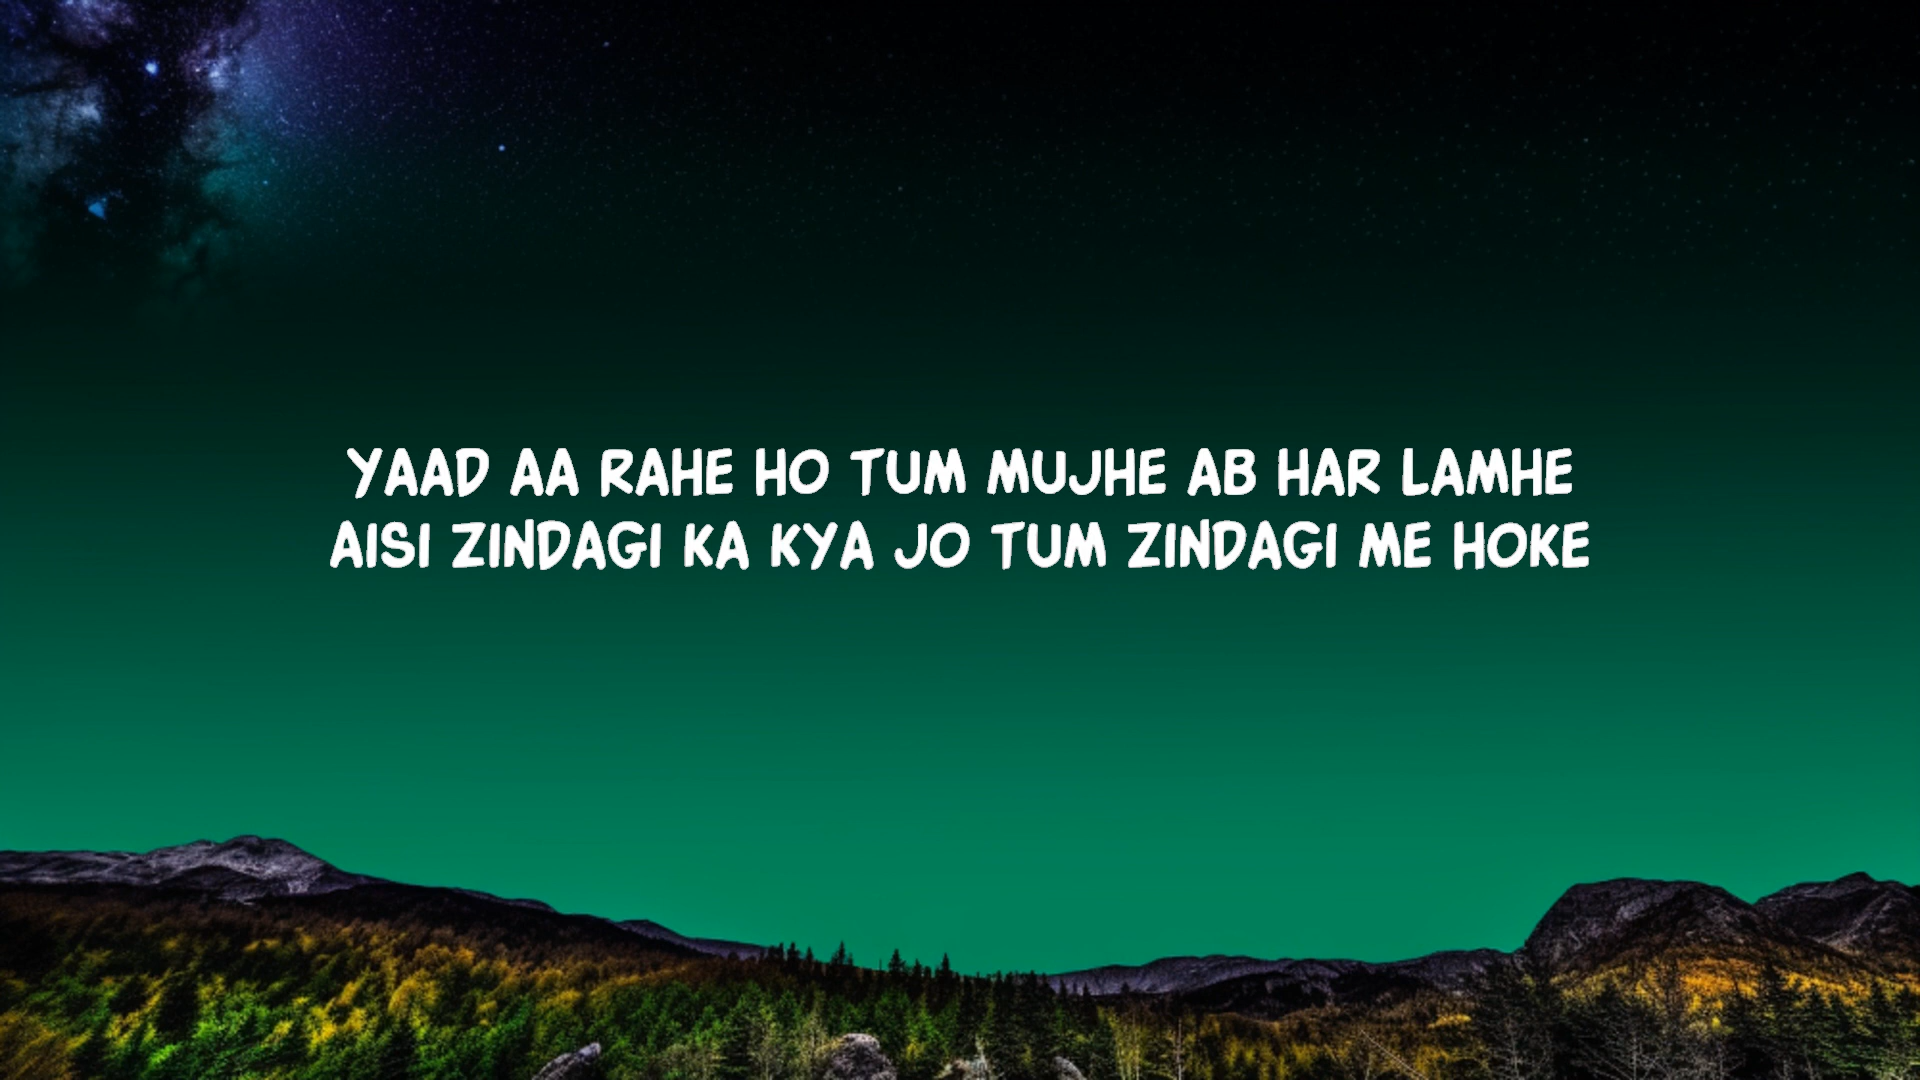 YAAD AA RAHE HO TUM MUJHE AB HAR LAMHE
AISI ZINDAGI KA KYA JO TUM ZINDAGI ME HOKE